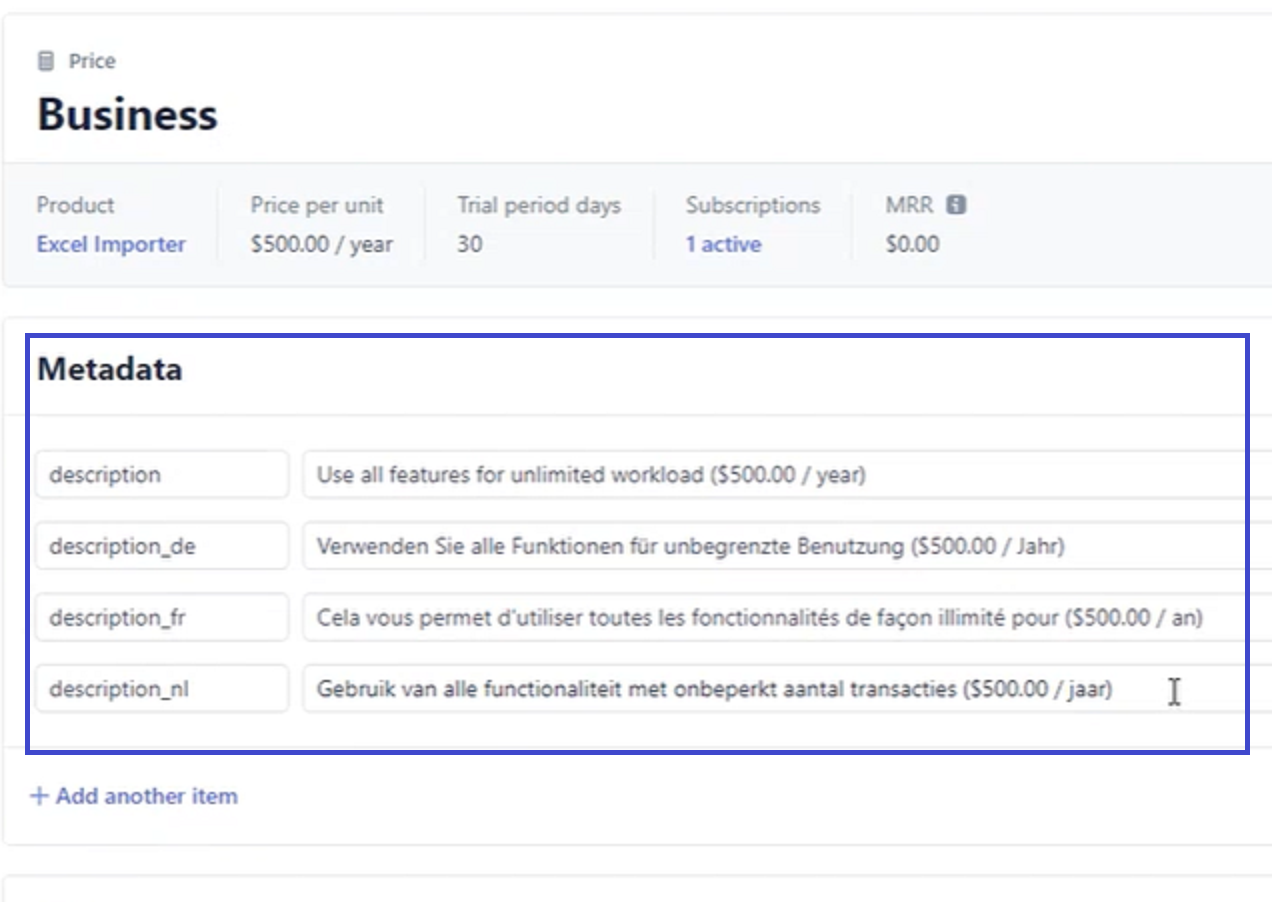 Price
Business
Product Price per unit Trial period days Subscriptions MRR
Excel Importer $500.00 / year 30 1 active $0.00
Metadata
description Use all features for unlimited workload ($500.00 / year)
description_de Verwenden Sie alle Funktionen für unbegrenzte Benutzung ($500.00 / Jahr)
description_fr Cela vous permet d'utiliser toutes les fonctionnalités de façon illimité pour ($500.00 / an)
description_nl Gebruik van alle functionaliteit met onbeperkt aantal transacties ($500.00 / jaar)
+ Add another item